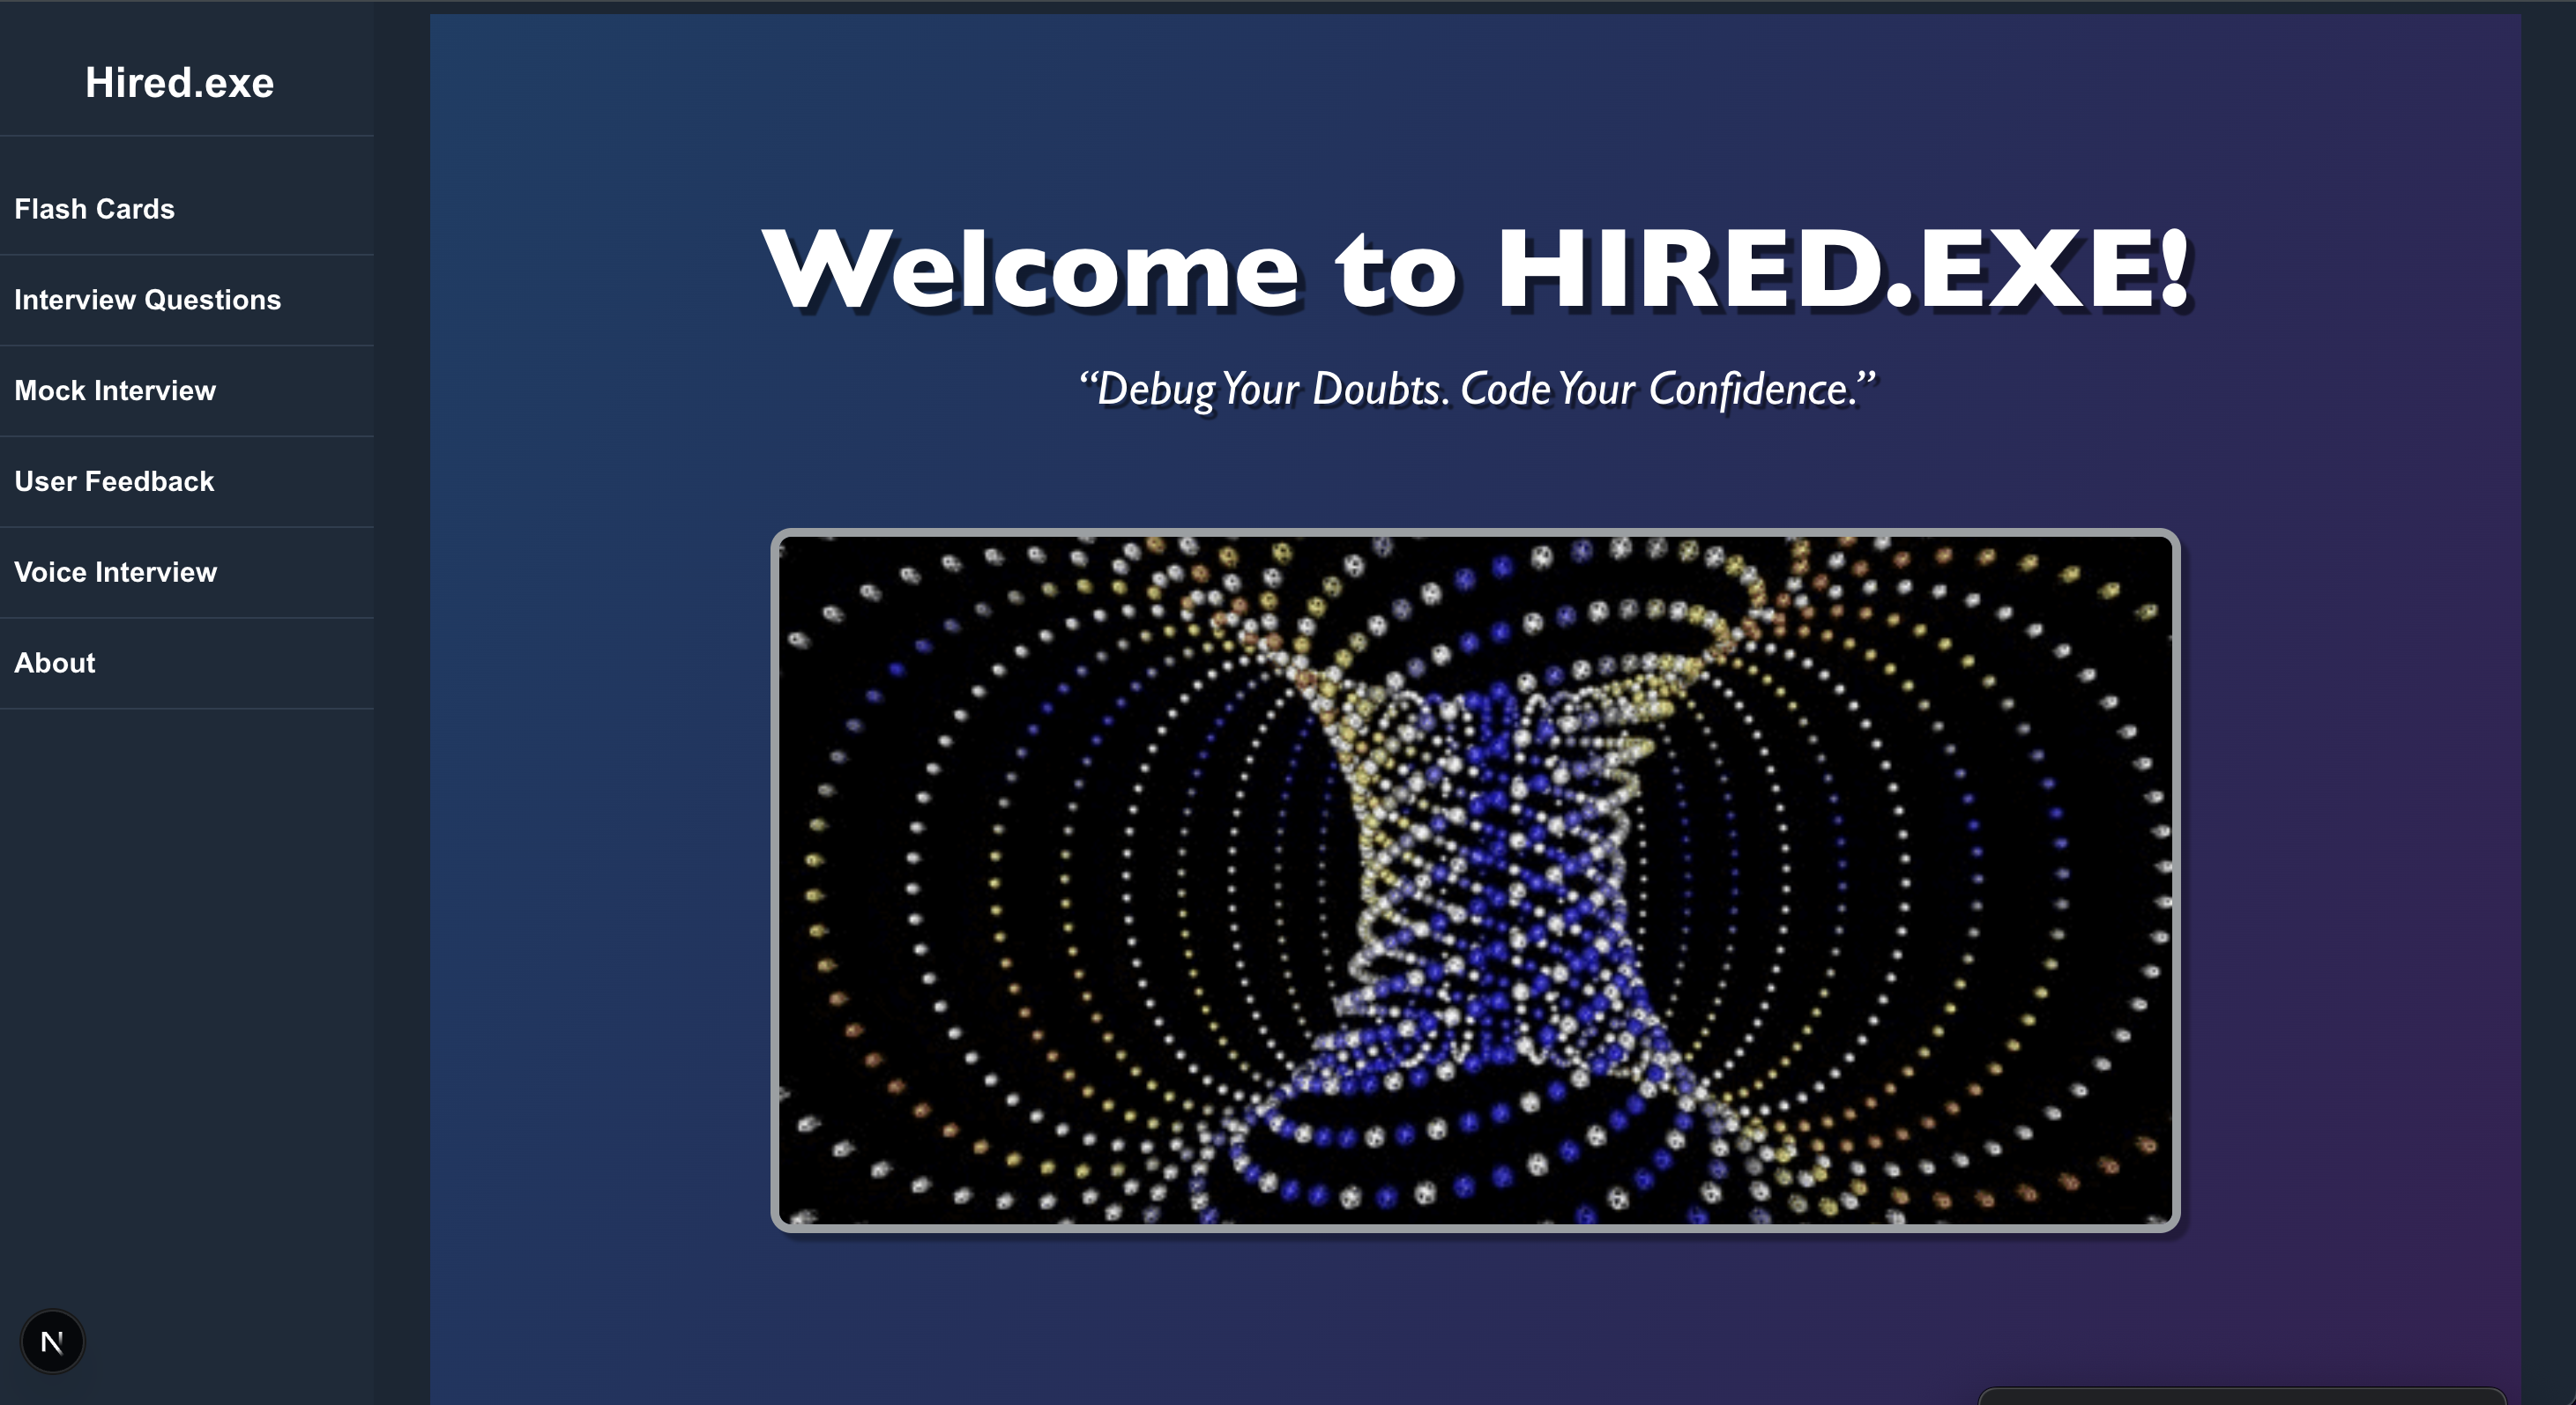 Hired.exe
Flash Cards
Interview Questions
Mock Interview
User Feedback
Voice Interview
About
N
Welcome to HIRED.EXE!
“Debug Your Doubts. Code Your Confidence.”